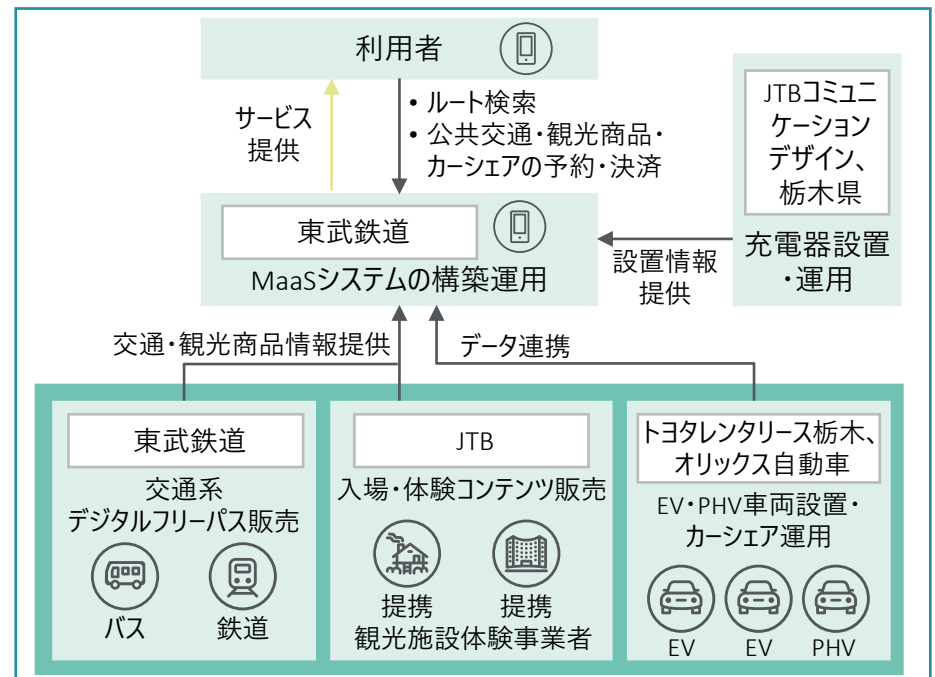 利用者
サービス
提供
• ルート検索
• 公共交通・観光商品・
カーシェアの予約・決済
JTBコミュニ
ケーション
デザイン、
栃木県
充電器設置
・運用
東武鉄道
MaaSシステムの構築運用
設置情報
提供
交通・観光商品情報提供
データ連携
東武鉄道
交通系
デジタルフリーパス販売
バス
鉄道
JTB
入場・体験コンテンツ販売
提携
提携
観光施設体験事業者
トヨタレンタリース栃木、
オリックス自動車
EV・PHV車両設置・
カーシェア運用
EV
EV
PHV